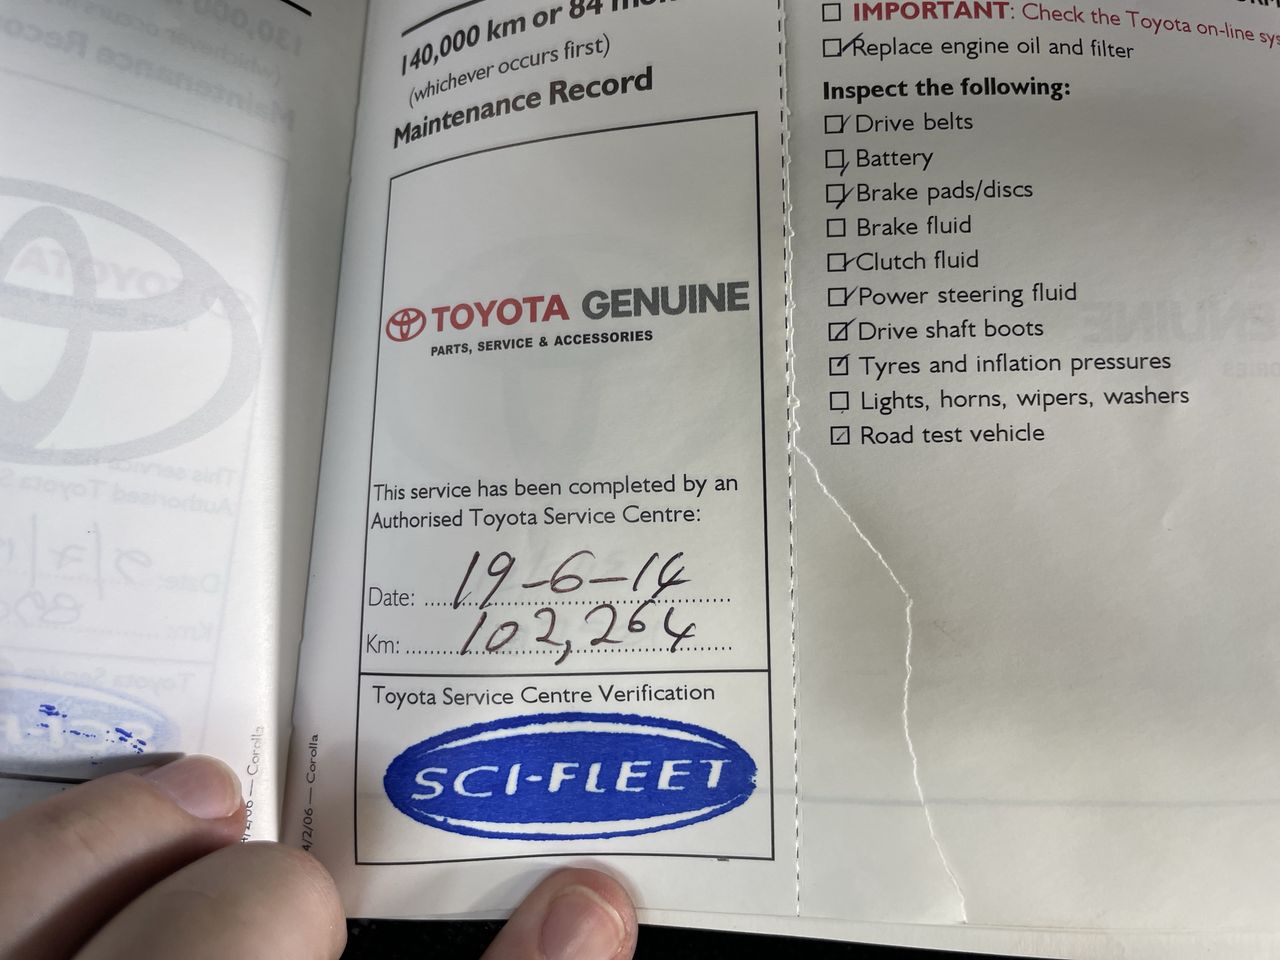 140,000 km or 84
(whichever occurs first)
Maintenance Record
TOYOTA GENUINE
PARTS, SERVICE & ACCESSORIES
This service has been completed by an
Authorised Toyota Service Centre:
Date: 19-6-14
Km: 102,264
Toyota Service Centre Verification
SCI-FLEET
4/2/06 — Corolla
IMPORTANT: Check the Toyota on-line
Replace engine oil and filter
Inspect the following:
Drive belts
Battery
Brake pads/discs
Brake fluid
Clutch fluid
Power steering fluid
Drive shaft boots
Tyres and inflation pressures
Lights, horns, wipers, washers
Road test vehicle